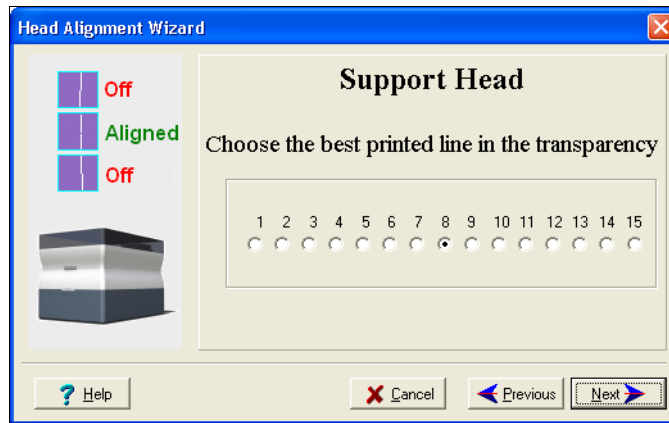 Head Alignment Wizard
Off
Aligned
Off
Support Head
Choose the best printed line in the transparency
1 2 3 4 5 6 7 8 9 10 11 12 13 14 15
? Help
Cancel
Previous
Next